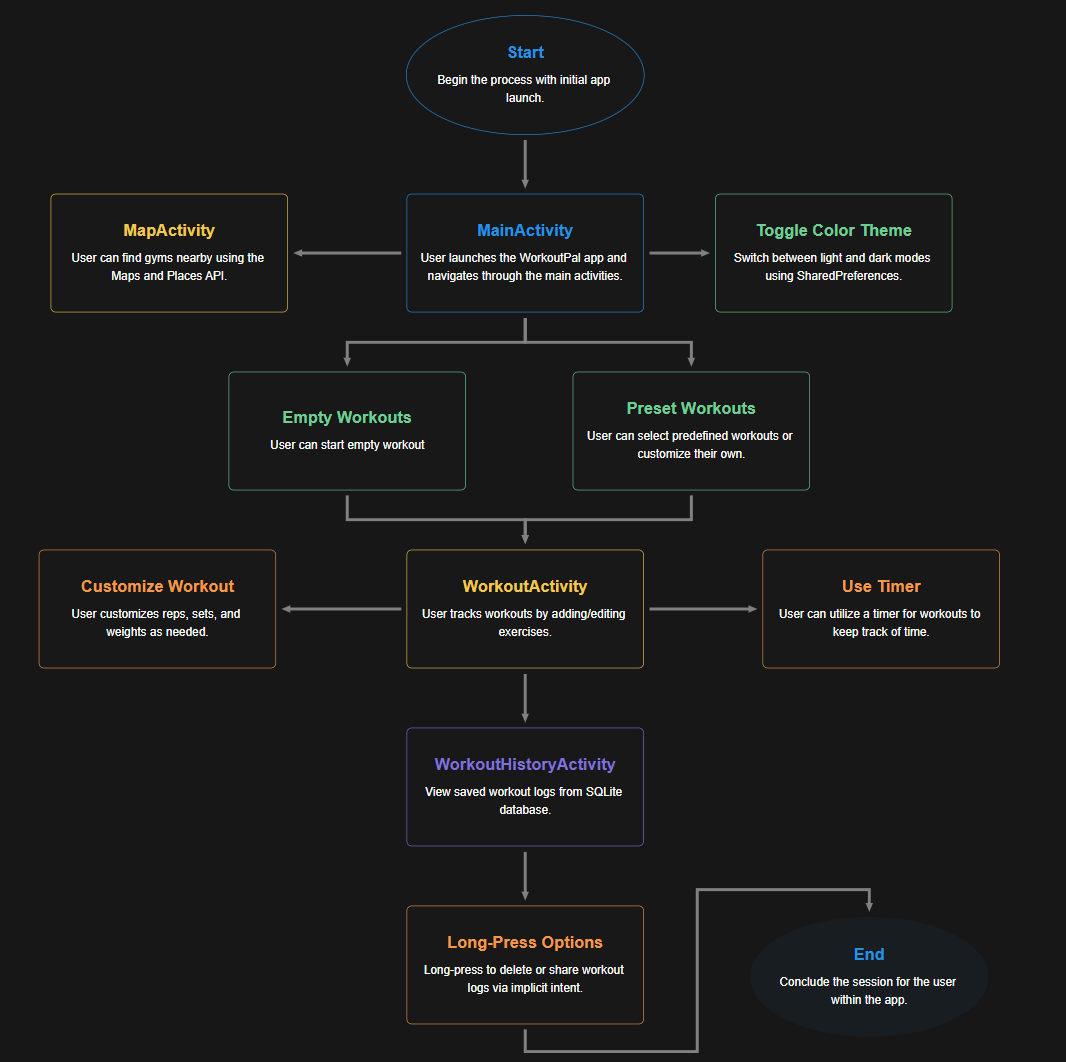 Start
Begin the process with initial app
launch.
MapActivity
User can find gyms nearby using the
Maps and Places API.
MainActivity
User launches the WorkoutPal app and
navigates through the main activities.
Toggle Color Theme
Switch between light and dark modes
using SharedPreferences.
Empty Workouts
User can start empty workout
Preset Workouts
User can select predefined workouts or
customize their own.
Customize Workout
User customizes reps, sets, and
weights as needed.
WorkoutActivity
User tracks workouts by adding/editing
exercises.
Use Timer
User can utilize a timer for workouts to
keep track of time.
WorkoutHistoryActivity
View saved workout logs from SQLite
database.
Long-Press Options
Long-press to delete or share workout
logs via implicit intent.
End
Conclude the session for the user
within the app.